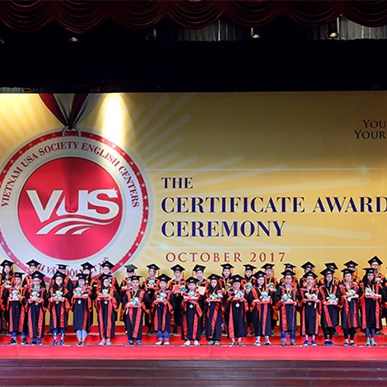 YOU
YOUR
VIETNAM USA SOCIETY ENGLISH CENTERS
VUS
THE
CERTIFICATE AWARD
CEREMONY
OCTOBER 2017